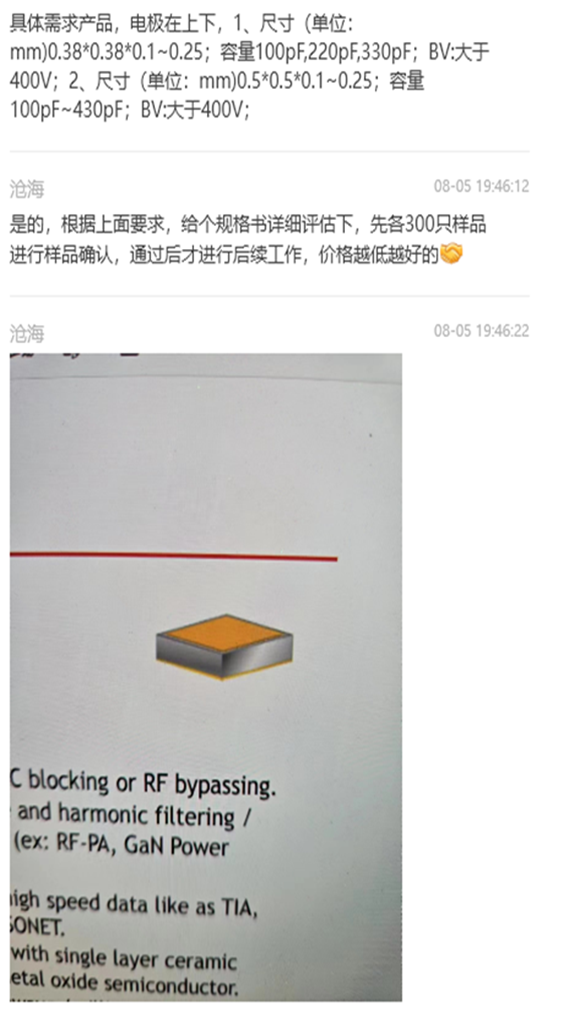 具体需求产品，电极在上下，1、尺寸（单位：
mm)0.38*0.38*0.1~0.25；容量100pF,220pF,330pF；BV:大于
400V；2、尺寸（单位：mm)0.5*0.5*0.1~0.25；容量
100pF~430pF；BV:大于400V；
沧海
08-05 19:46:12
是的，根据上面要求，给个规格书详细评估下，先各300只样品
进行样品确认，通过后才进行后续工作，价格越低越好的
沧海
08-05 19:46:22
C blocking or RF bypassing.
and harmonic filtering /
(ex: RF-PA, GaN Power
igh speed data like as TIA,
SONET.
with single layer ceramic
etal oxide semiconductor.